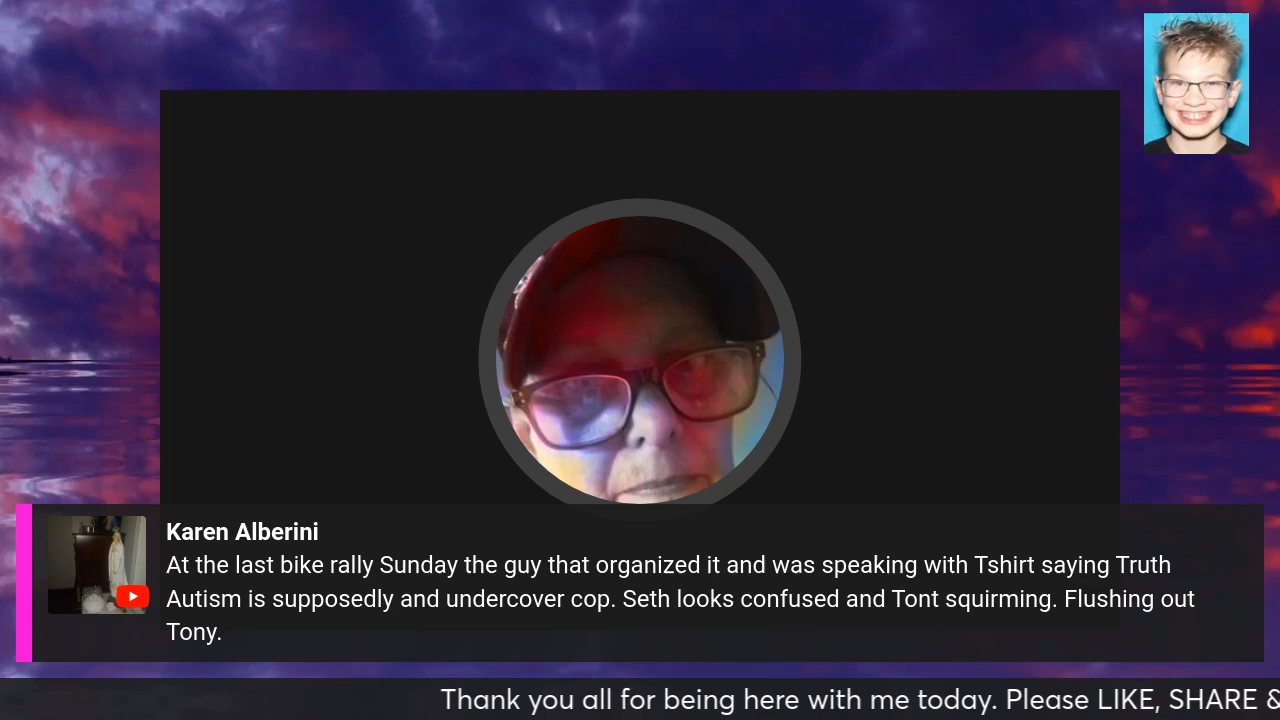 Karen Alberini
At the last bike rally Sunday the guy that organized it and was speaking with Tshirt saying Truth
Autism is supposedly and undercover cop. Seth looks confused and Tont squirming. Flushing out
Tony.
Thank you all for being here with me today. Please LIKE, SHARE &